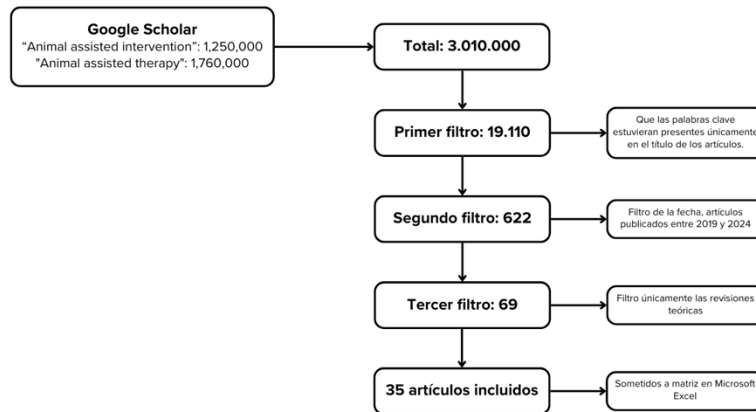 Google Scholar
“Animal assisted intervention”: 1,250,000
"Animal assisted therapy": 1,760,000
Total: 3.010.000
Primer filtro: 19.110
Que las palabras clave
estuvieran presentes únicamente
en el título de los artículos.
Segundo filtro: 622
Filtro de la fecha, artículos
publicados entre 2019 y 2024
Tercer filtro: 69
Filtro únicamente las revisiones
teóricas
35 artículos incluidos
Sometidos a matriz en Microsoft
Excel